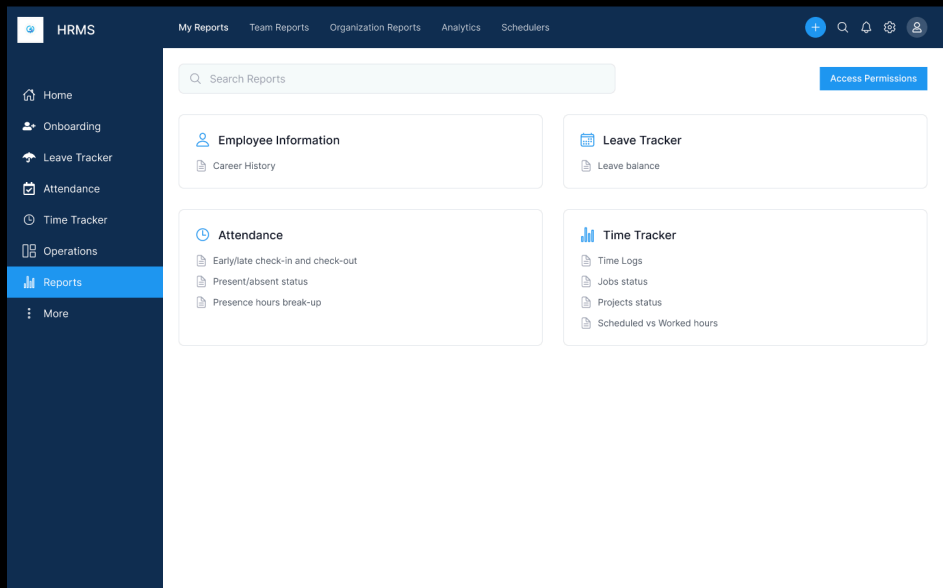 HRMS
My Reports
Team Reports
Organization Reports
Analytics
Schedulers
Home
Onboarding
Leave Tracker
Attendance
Time Tracker
Operations
Reports
More
Search Reports
Access Permissions
Employee Information
Career History
Leave Tracker
Leave balance
Attendance
Early/late check-in and check-out
Present/absent status
Presence hours break-up
Time Tracker
Time Logs
Jobs status
Projects status
Scheduled vs Worked hours